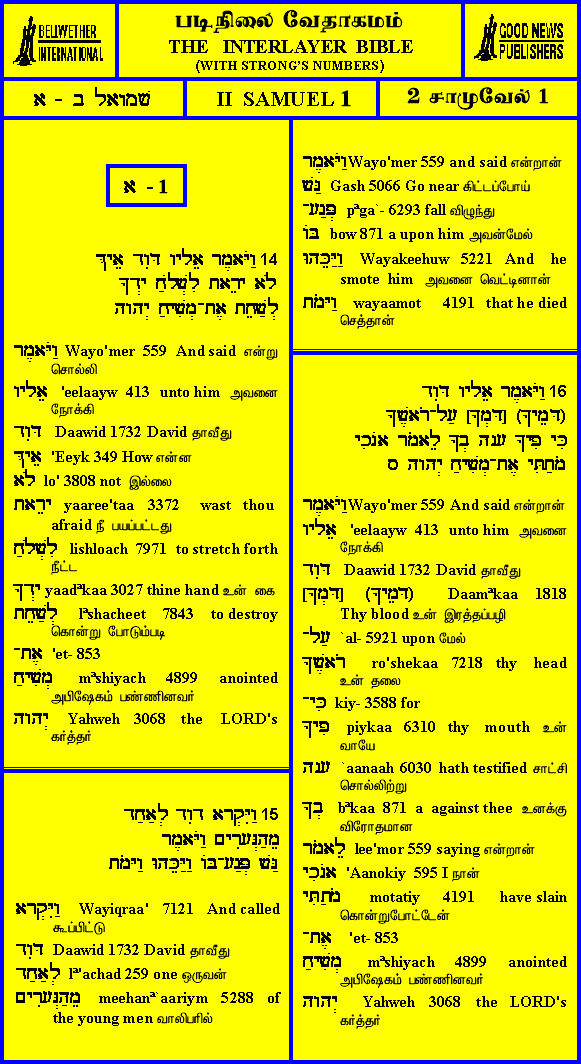 BELLWETHER
INTERNATIONAL
படிநிலை வேதாகமம்
THE INTERLAYER BIBLE
(WITH STRONG'S NUMBERS)
GOOD NEWS
PUBLISHERS
שמואל ב - א
II SAMUEL 1
2 சாமுவேல் 1
א - 1
14 וַיֹּאמֶר אֵלָיו דָּוִד אֵיךְ
לֹא יָרֵאתָ לִשְׁלֹחַ יָדְךָ
לְשַׁחֵת אֶת־מְשִׁיחַ יְהוָה
וַיֹּאמֶר Wayo'mer 559 And said என்று
சொல்லி
אֵלָיו 'eelaayw 413 unto him அவனை
நோக்கி
דָּוִד Daawid 1732 David தாவீது
אֵיךְ 'Eeyk 349 How என்ன
לֹא lo' 3808 not இல்லை
יָרֵאתָ yaaree'taa 3372 wast thou
afraid நீ பயப்பட்டது
לִשְׁלֹחַ lishloach 7971 to stretch forth
நீட்ட
יָדְךָ yaadªkaa 3027 thine hand உன் கை
לְשַׁחֵת lªshacheet 7843 to destroy
கொன்று போடும்படி
אֶת־ 'et- 853
מְשִׁיחַ mªshiyach 4899 anointed
அபிஷேகம் பண்ணினவர்
יְהוָה Yahweh 3068 the LORD's
கர்த்தர்
15 וַיִּקְרָא דָוִד לְאַחַד
מֵהַנְּעָרִים וַיֹּאמֶר
גַּשׁ פְּגַע־בּוֹ וַיַּכֵּהוּ וַיָּמֹת
וַיִּקְרָא Wayiqraa' 7121 And called
கூப்பிட்டு
דָוִד Daawid 1732 David தாவீது
לְאַחַד lª'achad 259 one ஒருவன்
מֵהַנְּעָרִים meehanª`aariym 5288 of
the young men வாலிபரில்
וַיֹּאמֶר Wayo'mer 559 and said என்றான்
גַּשׁ Gash 5066 Go near கிட்டப்போய்
פְּגַע־ pªga`- 6293 fall விழுந்து
בּוֹ bow 871 a upon him அவன்மேல்
וַיַּכֵּהוּ Wayakeehuw 5221 And he
smote him அவனை வெட்டினான்
וַיָּמֹת wayaamot 4191 that he died
செத்தான்
16 וַיֹּאמֶר אֵלָיו דָּוִד
(דָּמֶיךָ) [דָּמְךָ] עַל־רֹאשֶׁךָ
כִּי פִיךָ עָנָה בְךָ לֵאמֹר אָנֹכִי
מֹתַתִּי אֶת־מְשִׁיחַ יְהוָה ס
וַיֹּאמֶר Wayo'mer 559 And said என்றான்
אֵלָיו 'eelaayw 413 unto him அவனை
நோக்கி
דָּוִד Daawid 1732 David தாவீது
[דָּמְךָ] (דָּמֶיךָ) Daamªkaa 1818
Thy blood உன் இரத்தப்பழி
עַל־ `al- 5921 upon மேல்
רֹאשֶׁךָ ro'shekaa 7218 thy head
உன் தலை
כִּי־ kiy- 3588 for
פִיךָ piykaa 6310 thy mouth உன்
வாயே
עָנָה `aanaah 6030 hath testified சாட்சி
சொல்லிற்று
בְךָ bªkaa 871 a against thee உனக்கு
விரோதமான
לֵאמֹר lee'mor 559 saying என்றான்
אָנֹכִי 'Aanokiy 595 I நான்
מֹתַתִּי motatiy 4191 have slain
கொன்றுபோட்டேன்
אֶת־ 'et- 853
מְשִׁיחַ mªshiyach 4899 anointed
அபிஷேகம் பண்ணினவர்
יְהוָה Yahweh 3068 the LORD's
கர்த்தர்